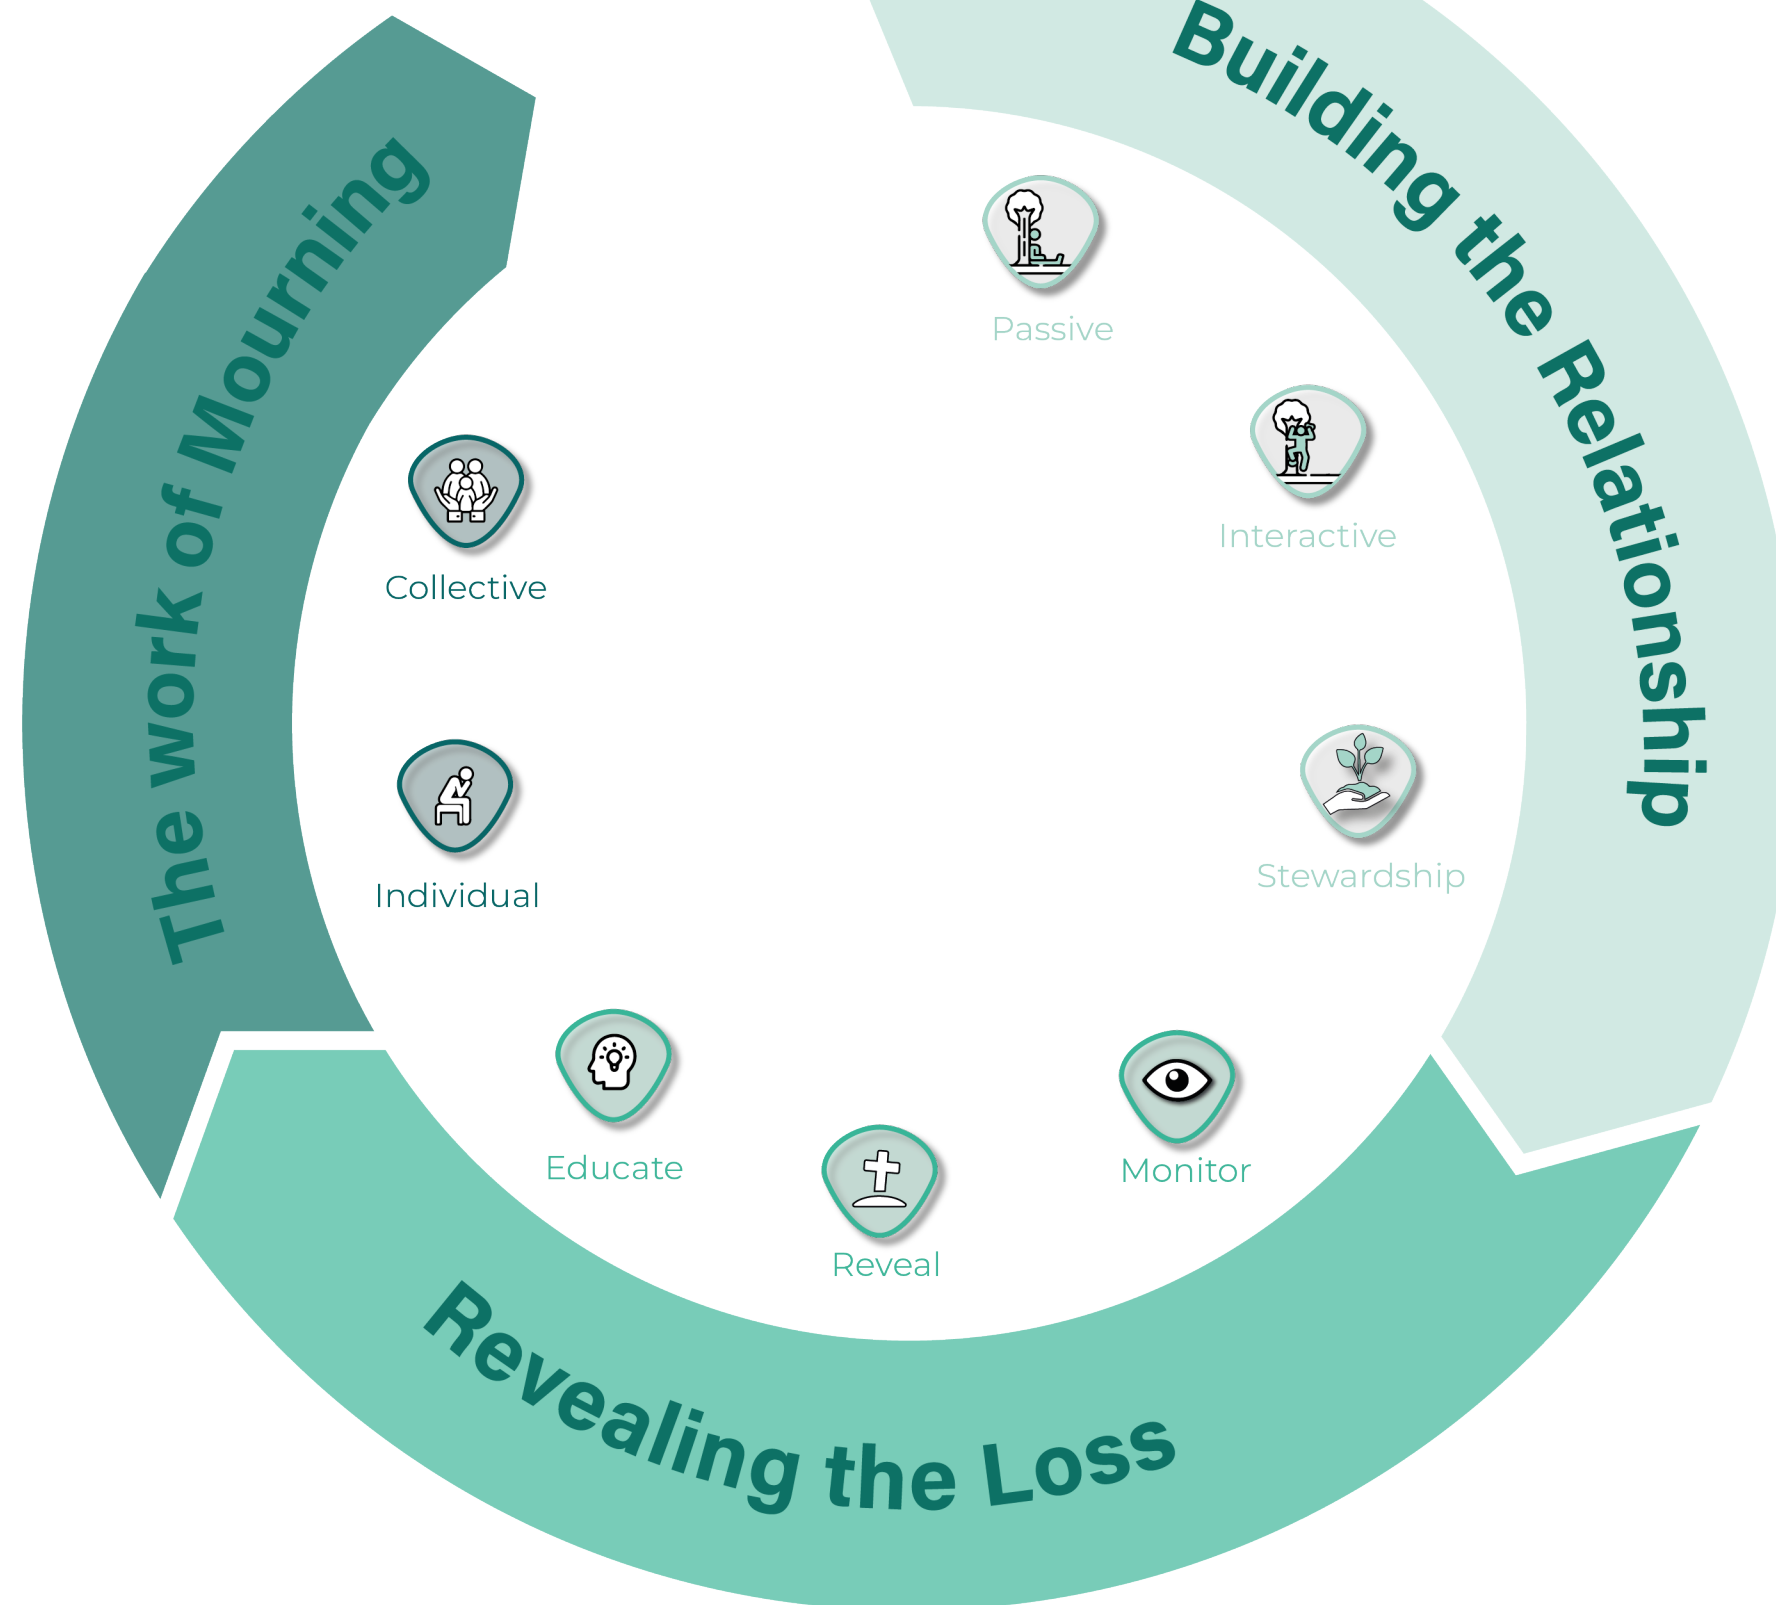 Building the Relationship
Passive
Interactive
Stewardship
Monitor
Reveal
Educate
Revealing the Loss
Individual
Collective
The work of Mourning